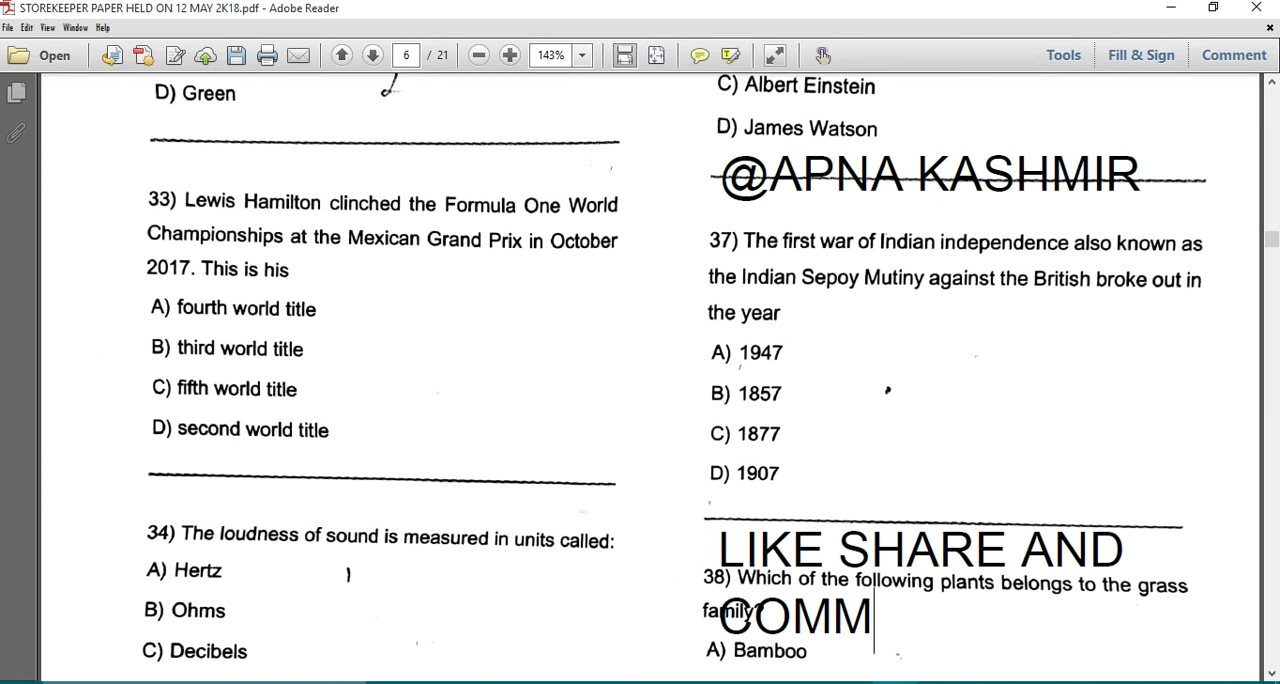 STOREKEEPER PAPER HELD ON 12 MAY 2K18.pdf - Adobe Reader
File Edit View Window Help
Open 6 / 21 143% Tools Fill & Sign Comment
D) Green
33) Lewis Hamilton clinched the Formula One World
Championships at the Mexican Grand Prix in October
2017. This is his
A) fourth world title
B) third world title
C) fifth world title
D) second world title
34) The loudness of sound is measured in units called:
A) Hertz
B) Ohms
C) Decibels
C) Albert Einstein
D) James Watson
@APNA KASHMIR
37) The first war of Indian independence also known as
the Indian Sepoy Mutiny against the British broke out in
the year
A) 1947
B) 1857
C) 1877
D) 1907
LIKE SHARE AND
38) Which of the following plants belongs to the grass
family?
COMM
A) Bamboo